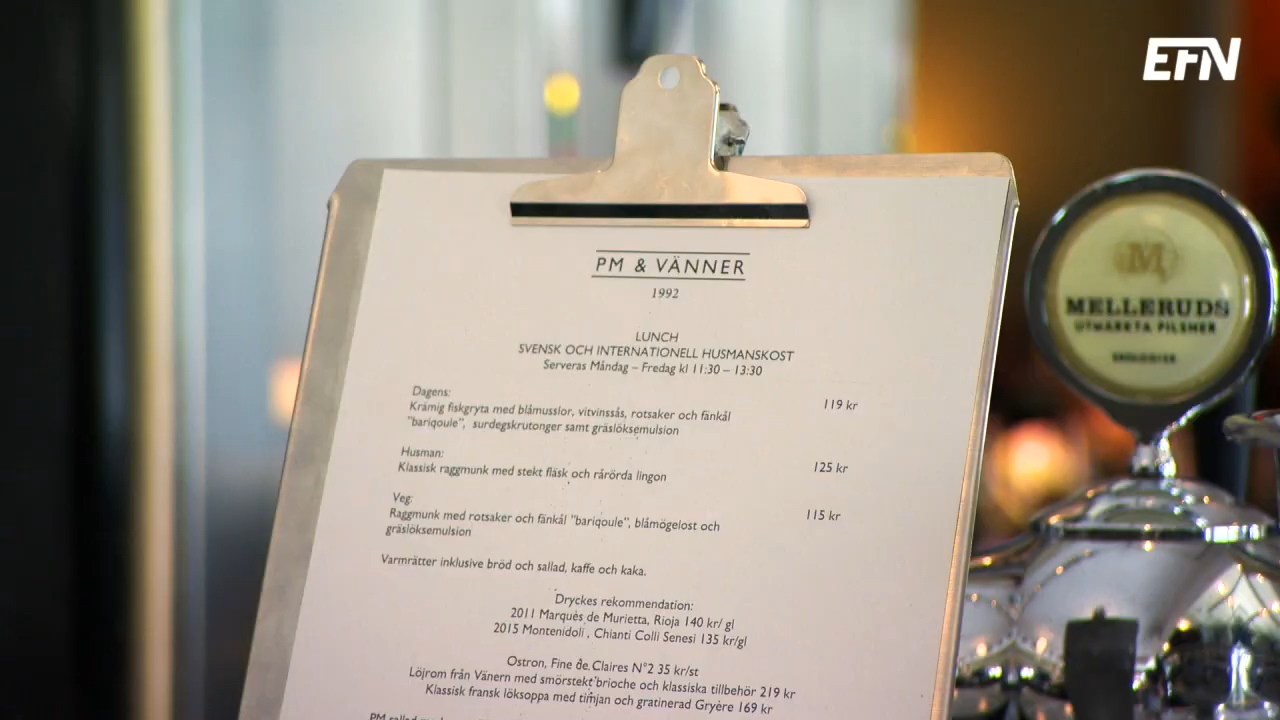 EFN
PM & VÄNNER
1992
LUNCH
SVENSK OCH INTERNATIONELL HUSMANSKOST
Serveras Måndag – Fredag kl 11:30 – 13:30
Dagens:
Krämig fiskgryta med blåmusslor, vitvinssås, rotsaker och fänkål 119 kr
"bariqoule", surdegskrutonger samt gräslöksemulsion
Husman:
Klassisk raggmunk med stekt fläsk och rårörda lingon 125 kr
Veg:
Raggmunk med rotsaker och fänkål "bariqoule", blåmögelost och 115 kr
gräslöksemulsion
Varmrätter inklusive bröd och sallad, kaffe och kaka.
Dryckes rekommendation:
2011 Marquès de Murietta, Rioja 140 kr/ gl
2015 Montenidoli , Chianti Colli Senesi 135 kr/gl
Ostron, Fine de Claires N°2 35 kr/st
Löjrom från Vänern med smörstekt brioche och klassiska tillbehör 219 kr
Klassisk fransk löksoppa med timjan och gratinerad Gryère 169 kr
PM sallad
M
MELLERUDS
UTMÄRKTA PILSNER
EKOLOGISK